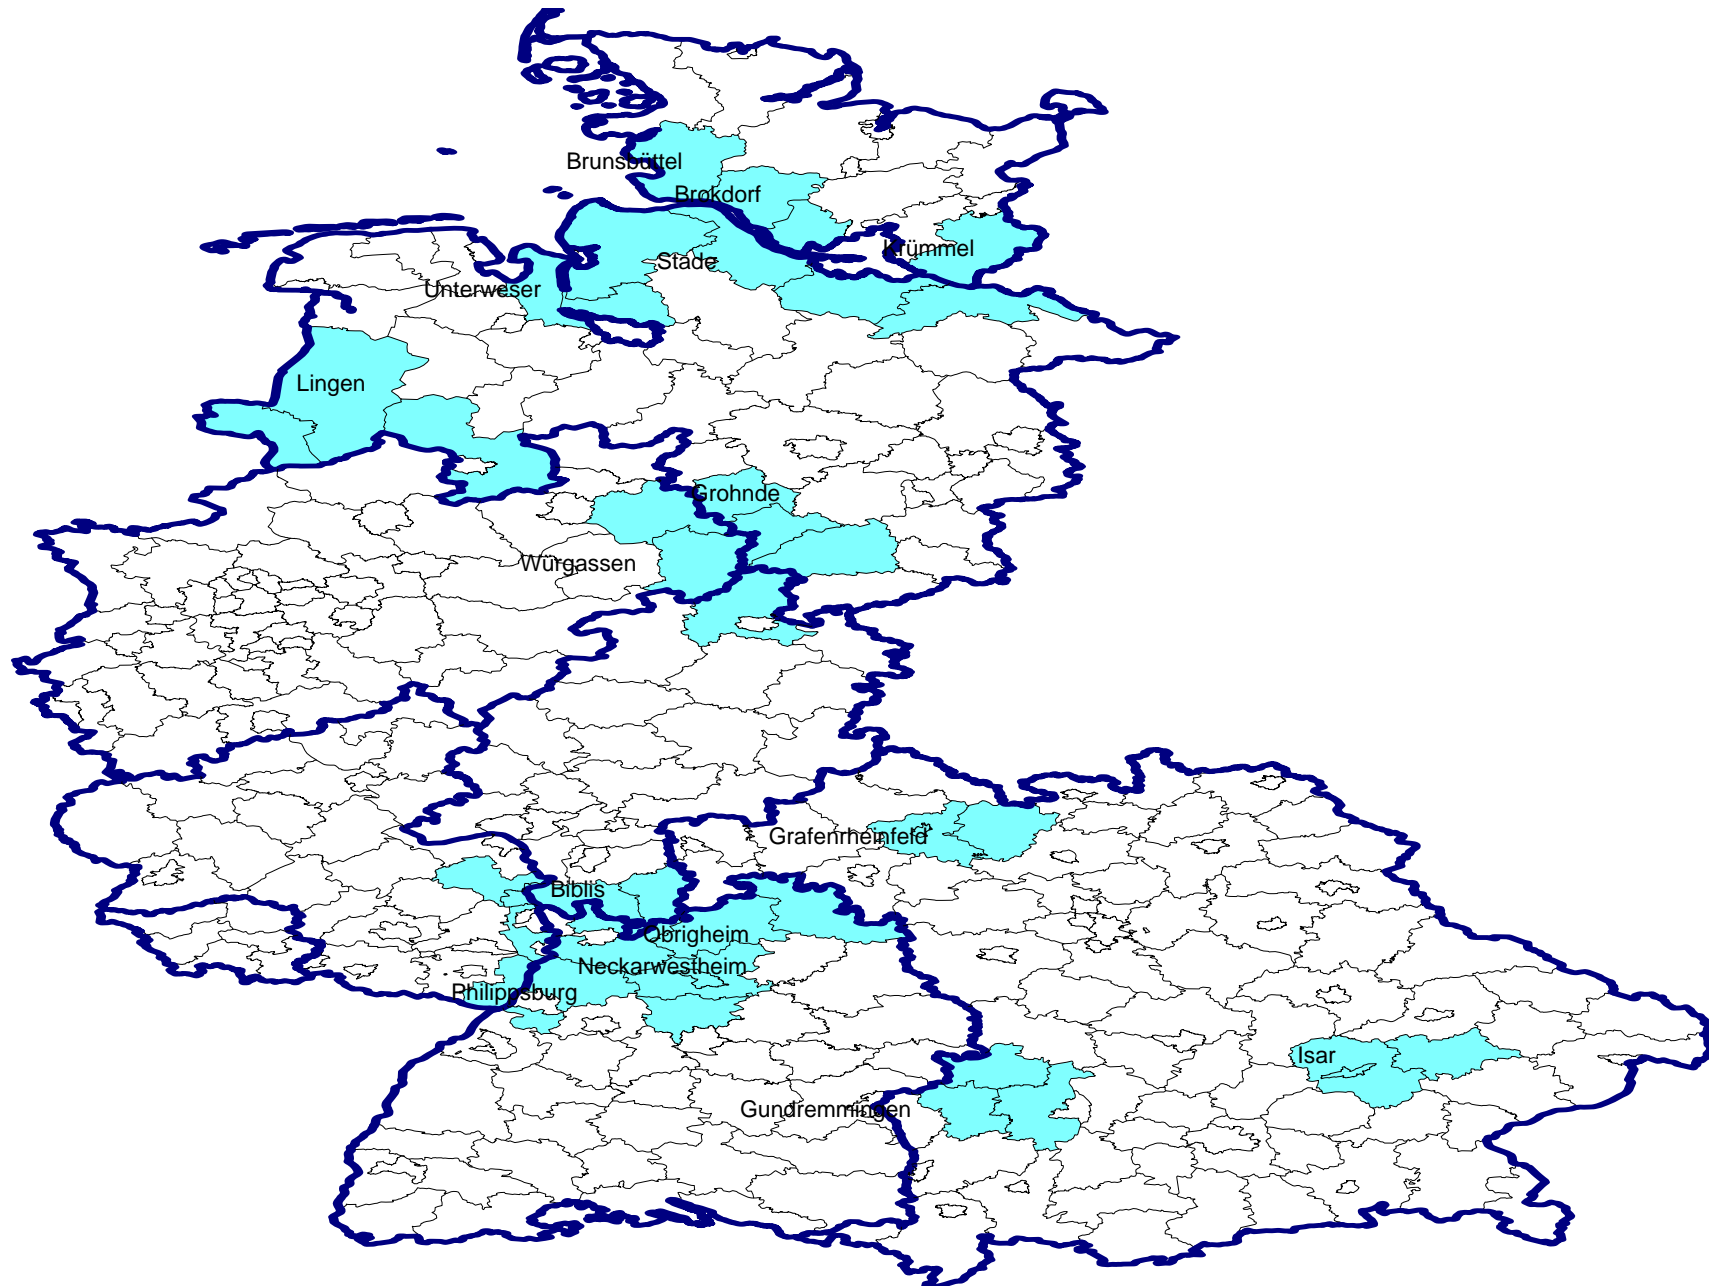 Brunsbüttel
Brokdorf
Krümmel
Stade
Unterweser
Lingen
Grohnde
Würgassen
Grafenrheinfeld
Biblis
Obrigheim
Neckarwestheim
Philippsburg
Isar
Gundremmingen